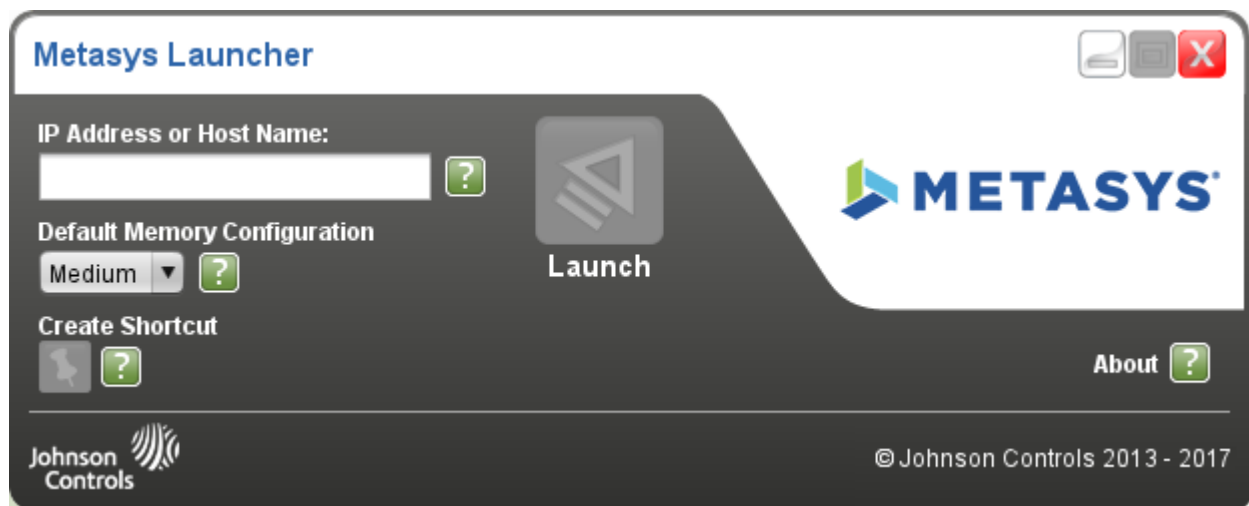 Metasys Launcher
X
IP Address or Host Name:
?
Default Memory Configuration
Medium
?
Launch
METASYS
Create Shortcut
?
About ?
Johnson
Controls
© Johnson Controls 2013 - 2017